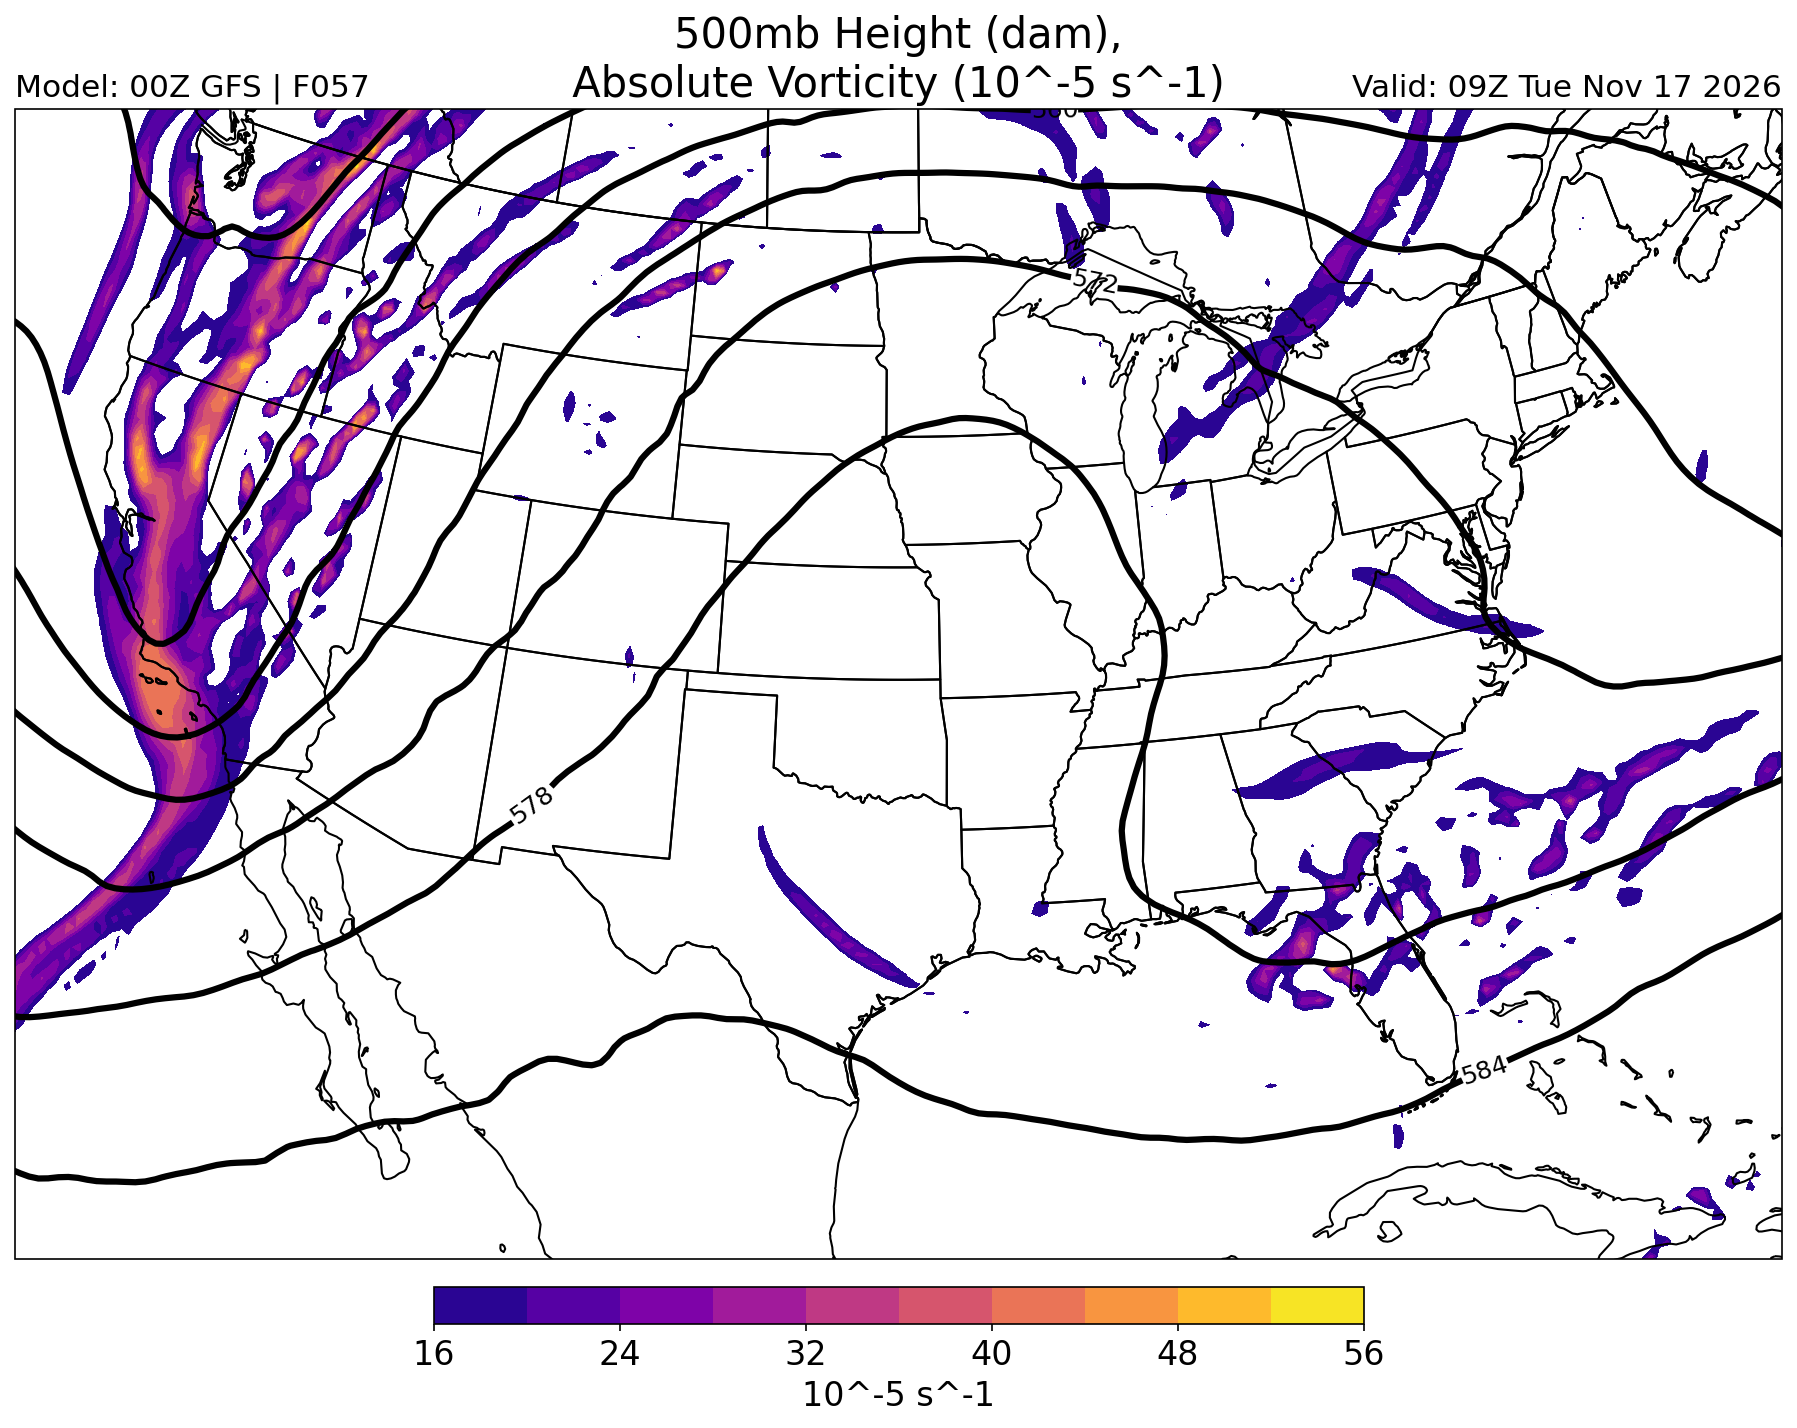 500mb Height (dam),
Absolute Vorticity (10^-5 s^-1)
Model: 00Z GFS | F057
Valid: 09Z Tue Nov 17 2026
572
578
584
16 24 32 40 48 56
10^-5 s^-1